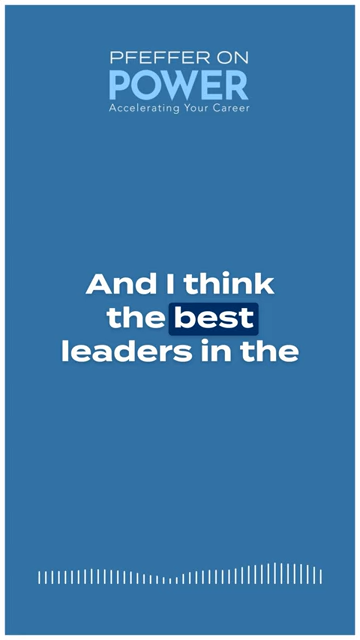 PFEFFER ON
POWER
Accelerating Your Career
And I think
the best
leaders in the